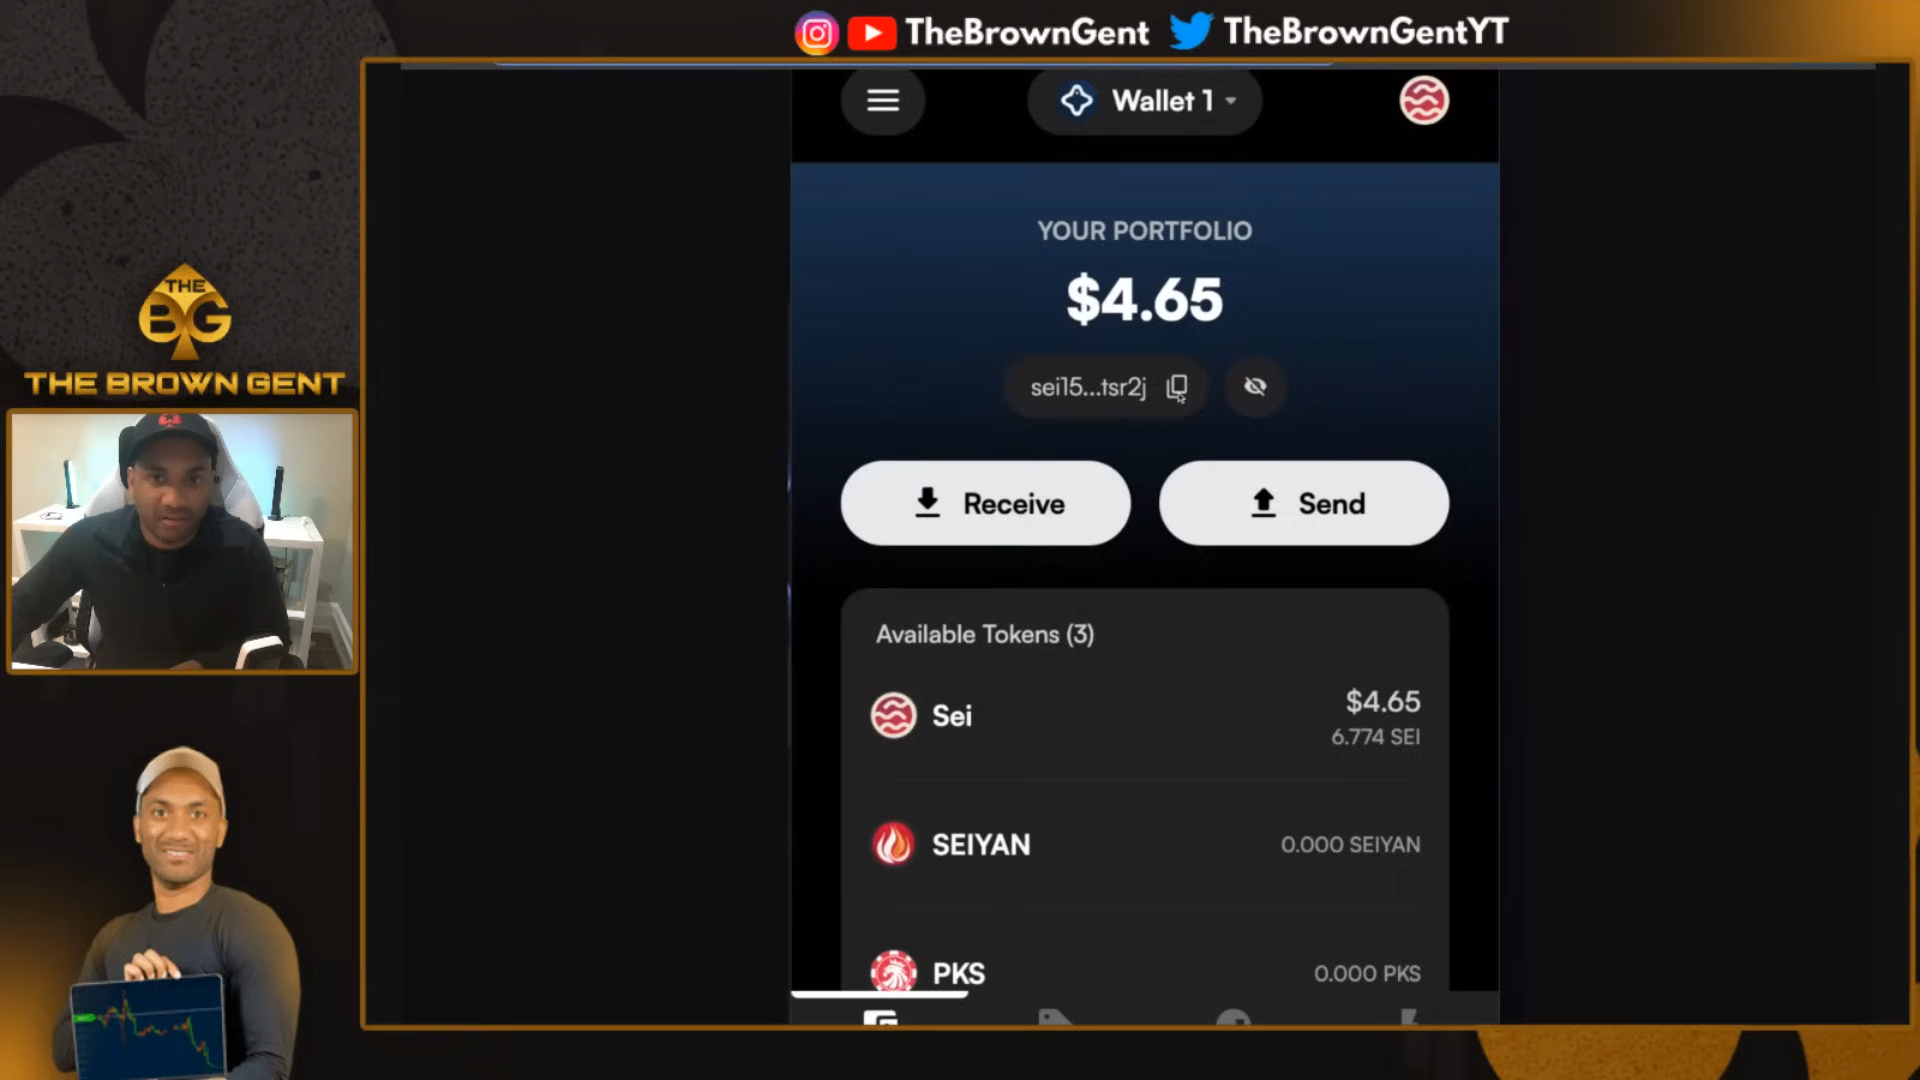 TheBrownGent TheBrownGentYT
Wallet 1
YOUR PORTFOLIO
$4.65
sei15...tsr2j
Receive
Send
Available Tokens (3)
Sei
$4.65
6.774 SEI
SEIYAN
0.000 SEIYAN
PKS
0.000 PKS
THE
BG
THE BROWN GENT